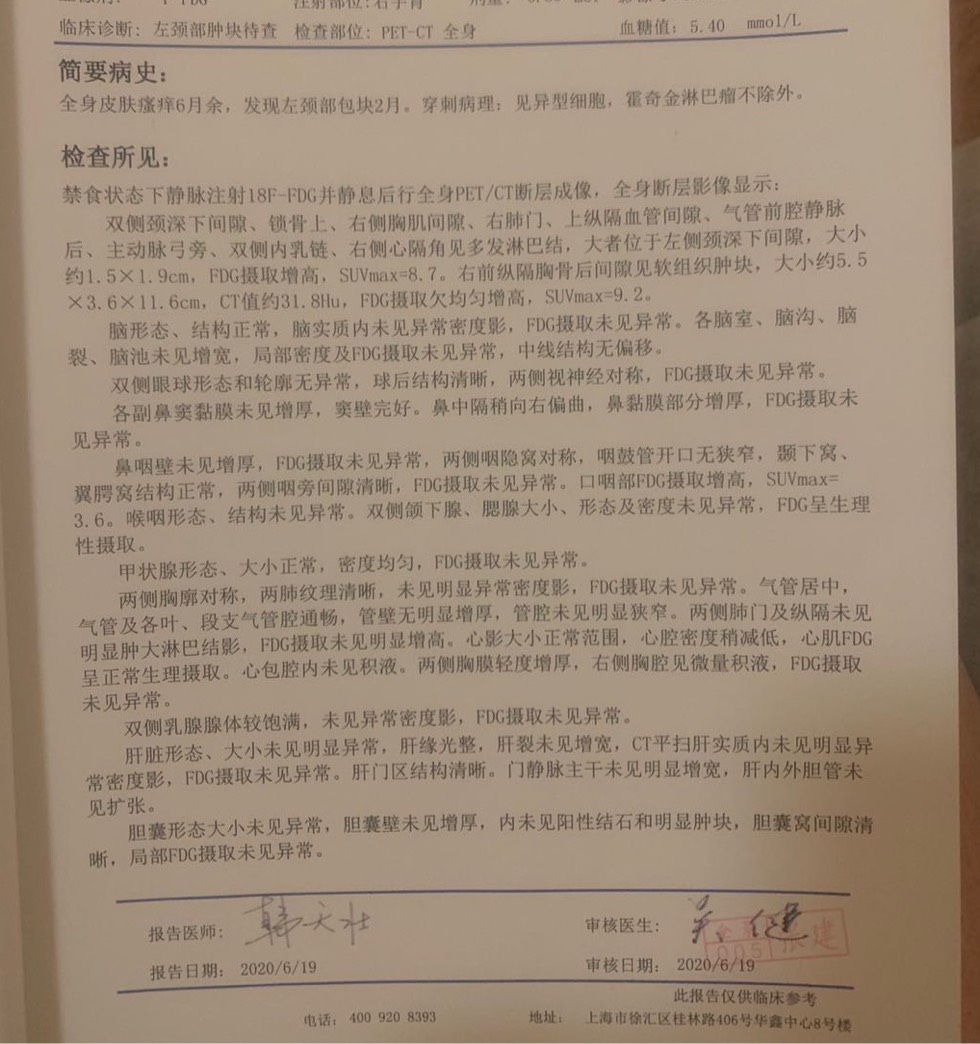 注射部位:右手背
临床诊断: 左颈部肿块待查 检查部位: PET-CT 全身 血糖值: 5.40 mmol/L
简要病史:
全身皮肤瘙痒6月余，发现左颈部包块2月。穿刺病理: 见异型细胞，霍奇金淋巴瘤不除外。
检查所见:
禁食状态下静脉注射18F-FDG并静息后行全身PET/CT断层成像，全身断层影像显示:
双侧颈深下间隙、锁骨上、右侧胸肌间隙、右肺门、上纵隔血管间隙、气管前腔静脉
后、主动脉弓旁、双侧内乳链、右侧心隔角见多发淋巴结，大者位于左侧颈深下间隙，大小
约1.5×1.9cm，FDG摄取增高，SUVmax=8.7。右前纵隔胸骨后间隙见软组织肿块，大小约5.5
×3.6×11.6cm，CT值约31.8Hu，FDG摄取欠均匀增高，SUVmax=9.2。
脑形态、结构正常，脑实质内未见异常密度影，FDG摄取未见异常。各脑室、脑沟、脑
裂、脑池未见增宽，局部密度及FDG摄取未见异常，中线结构无偏移。
双侧眼球形态和轮廓无异常，球后结构清晰，两侧视神经对称，FDG摄取未见异常。
各副鼻窦黏膜未见增厚，窦壁完好。鼻中隔稍向右偏曲，鼻黏膜部分增厚，FDG摄取未
见异常。
鼻咽壁未见增厚，FDG摄取未见异常，两侧咽隐窝对称，咽鼓管开口无狭窄，颞下窝、
翼腭窝结构正常，两侧咽旁间隙清晰，FDG摄取未见异常。口咽部FDG摄取增高，SUVmax=
3.6。喉咽形态、结构未见异常。双侧颌下腺、腮腺大小、形态及密度未见异常，FDG呈生理
性摄取。
甲状腺形态、大小正常，密度均匀，FDG摄取未见异常。
两侧胸廓对称，两肺纹理清晰，未见明显异常密度影，FDG摄取未见异常。气管居中，
气管及各叶、段支气管腔通畅，管壁无明显增厚，管腔未见明显狭窄。两侧肺门及纵隔未见
明显肿大淋巴结影，FDG摄取未见明显增高。心影大小正常范围，心腔密度稍减低，心肌FDG
呈正常生理摄取。心包腔内未见积液。两侧胸膜轻度增厚，右侧胸腔见微量积液，FDG摄取
未见异常。
双侧乳腺腺体较饱满，未见异常密度影，FDG摄取未见异常。
肝脏形态、大小未见明显异常，肝缘光整，肝裂未见增宽，CT平扫肝实质内未见明显异
常密度影，FDG摄取未见异常。肝门区结构清晰。门静脉主干未见明显增宽，肝内外胆管未
见扩张。
胆囊形态大小未见异常，胆囊壁未见增厚，内未见阳性结石和明显肿块，胆囊窝间隙清
晰，局部FDG摄取未见异常。
报告医师: 审核医生:
报告日期: 2020/6/19 审核日期: 2020/6/19
此报告仅供临床参考
电话: 400 920 8393 地址: 上海市徐汇区桂林路406号华鑫中心8号楼